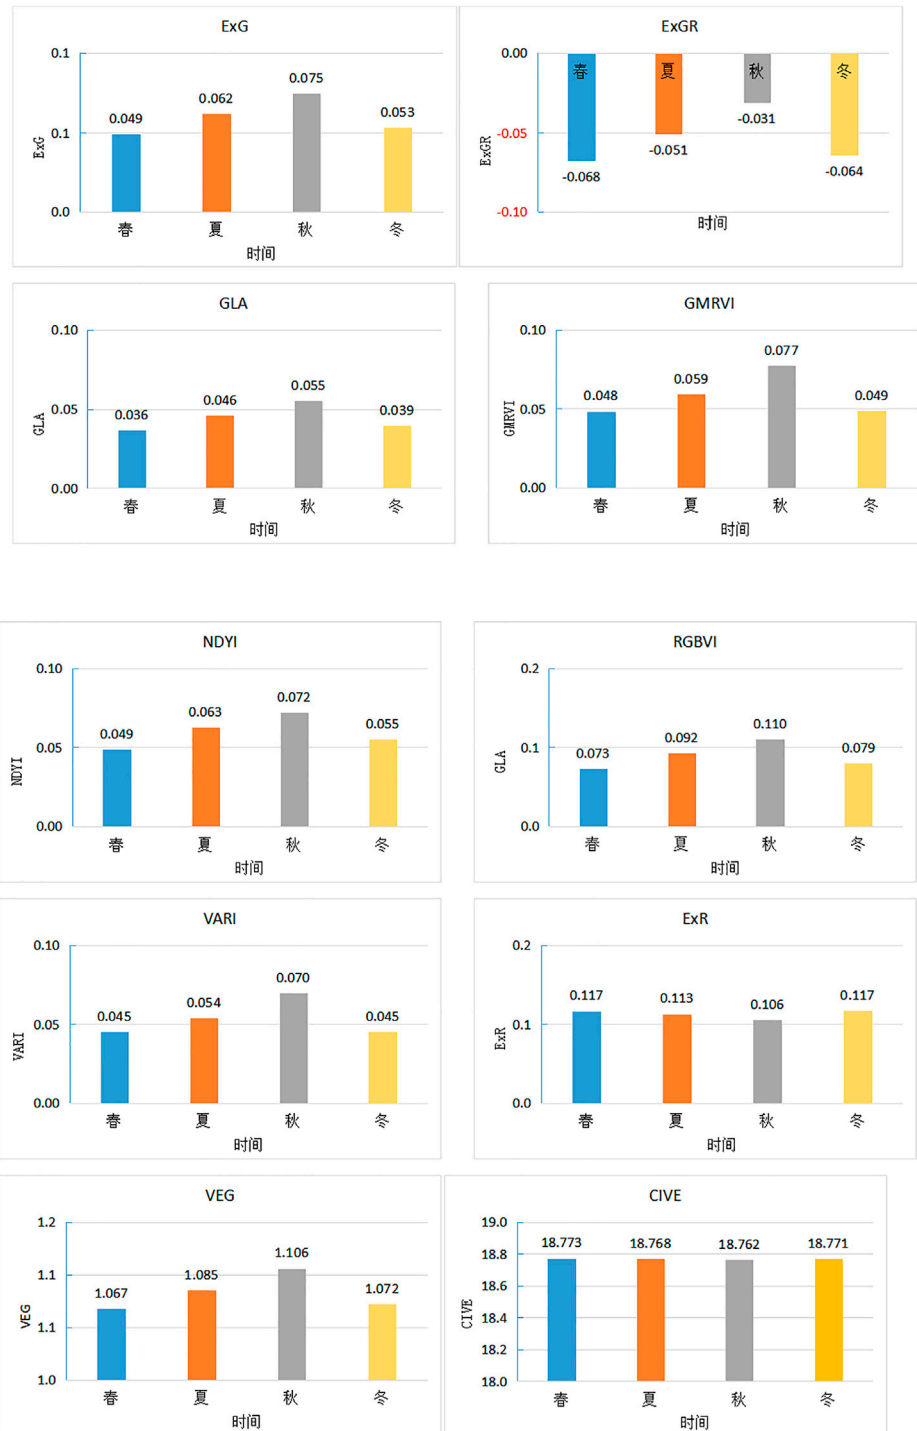 ExG
0.1
0.075
0.062
0.053
0.049
0.1
ExG
0.0
春 夏 秋 冬
时间
ExGR
0.00
春 夏 秋 冬
-0.031
-0.05
-0.051
-0.064
-0.068
ExGR
-0.10
时间
GLA
0.10
0.055
0.046
0.039
0.036
0.05
GLA
0.00
春 夏 秋 冬
时间
GMRVI
0.10
0.077
0.059
0.048
0.049
0.05
GMRVI
0.00
春 夏 秋 冬
时间
NDYI
0.10
0.072
0.063
0.055
0.049
0.05
NDYI
0.00
春 夏 秋 冬
时间
RGBVI
0.2
0.110
0.092
0.079
0.073
0.1
GLA
0.0
春 夏 秋 冬
时间
VARI
0.10
0.070
0.054
0.045
0.045
0.05
VARI
0.00
春 夏 秋 冬
时间
ExR
0.2
0.117
0.113
0.106
0.117
0.1
ExR
0.0
春 夏 秋 冬
时间
VEG
1.2
1.106
1.085
1.072
1.067
1.1
1.1
VEG
1.0
春 夏 秋 冬
时间
CIVE
19.0
18.773 18.768 18.762 18.771
18.8
18.6
18.4
18.2
18.0
CIVE
春 夏 秋 冬
时间